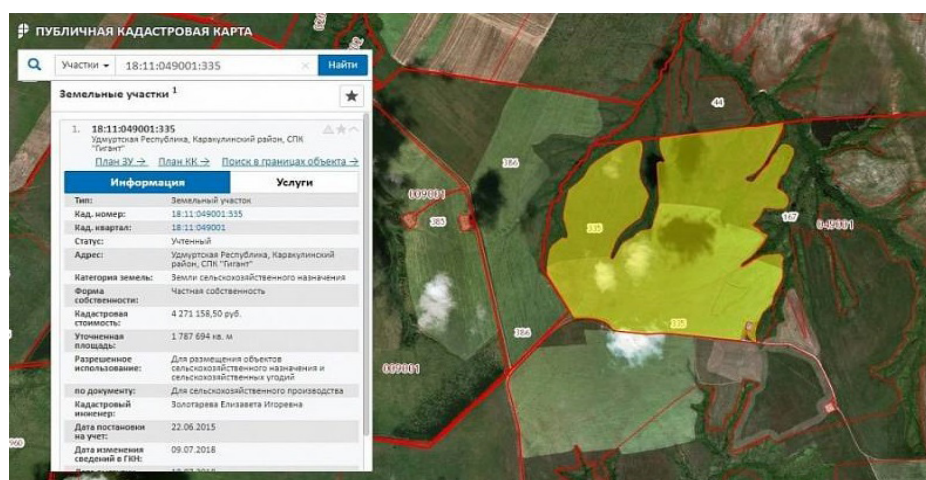 ПУБЛИЧНАЯ КАДАСТРОВАЯ КАРТА
Участки 18:11:049001:335 × Найти
Земельные участки 1
1. 18:11:049001:335
Удмуртская Республика, Каракулинский район, СПК
"Гигант"
План ЗУ → План КК → Поиск в границах объекта →
Информация Услуги
Тип: Земельный участок
Кад. номер: 18:11:049001:335
Кад. квартал: 18:11:049001
Статус: Учтенный
Адрес: Удмуртская Республика, Каракулинский
район, СПК "Гигант"
Категория земель: Земли сельскохозяйственного назначения
Форма
собственности: Частная собственность
Кадастровая
стоимость: 4 271 158,50 руб.
Уточненная
площадь: 1 787 694 кв. м
Разрешенное
использование: Для размещения объектов
сельскохозяйственного назначения и
сельскохозяйственных угодий
по документу: Для сельскохозяйственного производства
Кадастровый
инженер: Золотарева Елизавета Игоревна
Дата постановки
на учет: 22.06.2015
Дата изменения
сведений в ГКН: 09.07.2018
44
386
009001
385
335
167
049001
386
335
009001
960